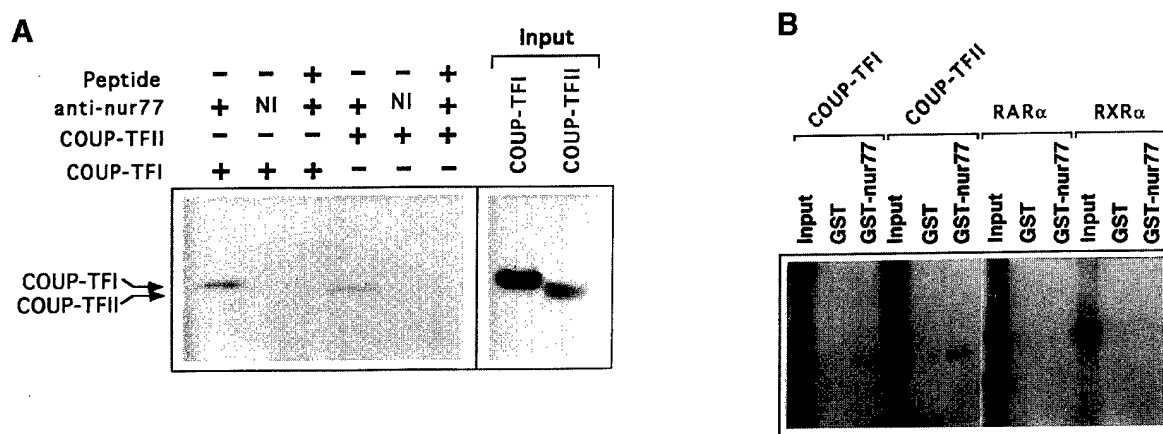 A
Input
Peptide - - + - - +
anti-nur77 + NI + + NI +
COUP-TFII - - - + + +
COUP-TFI + + + - - -
COUP-TFI
COUP-TFII
COUP-TFI
COUP-TFII
B
COUP-TFI
COUP-TFII
RARα
RXRα
Input
GST
GST-nur77
Input
GST
GST-nur77
Input
GST
GST-nur77
Input
GST
GST-nur77